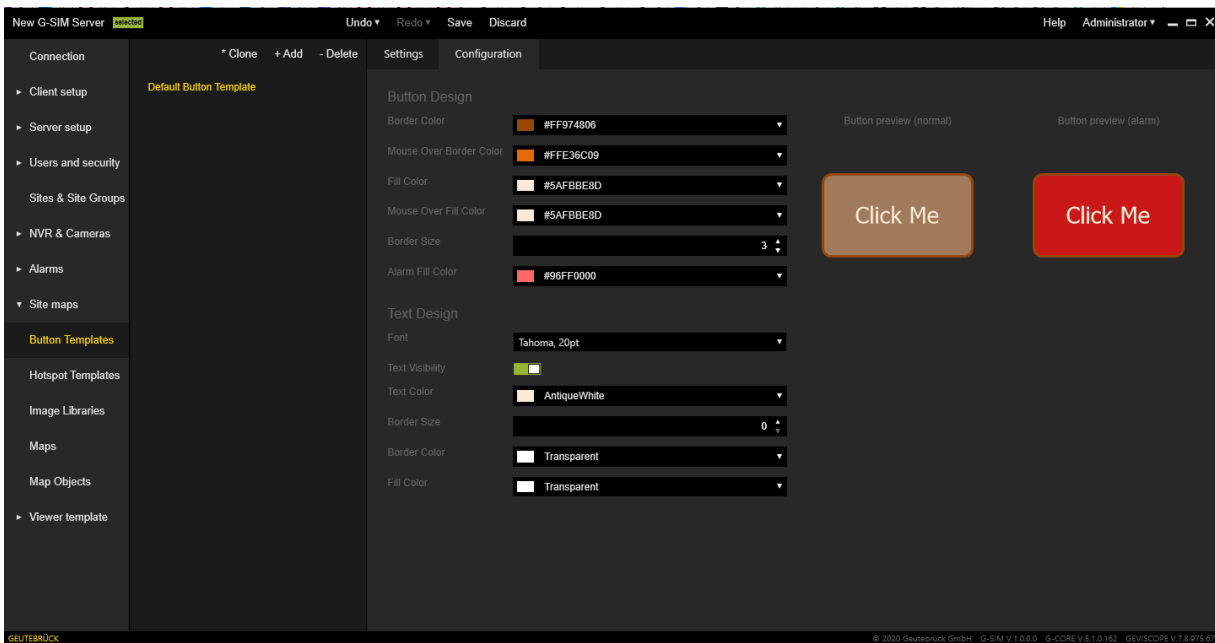 New G-SIM Server selected Undo ▾ Redo ▾ Save Discard Help Administrator ▾
Connection
Client setup
Server setup
Users and security
Sites & Site Groups
NVR & Cameras
Alarms
Site maps
Button Templates
Hotspot Templates
Image Libraries
Maps
Map Objects
Viewer template
* Clone + Add - Delete
Default Button Template
Settings Configuration
Button Design
Border Color #FF974806
Mouse Over Border Color #FFE36C09
Fill Color #5AFBBE8D
Mouse Over Fill Color #5AFBBE8D
Border Size 3
Alarm Fill Color #96FF0000
Text Design
Font Tahoma, 20pt
Text Visibility
Text Color AntiqueWhite
Border Size 0
Border Color Transparent
Fill Color Transparent
Button preview (normal) Button preview (alarm)
Click Me Click Me
GEUTEBRÜCK © 2020 Geutebrück GmbH G-SIM V.1.0.0.0 G-CORE V.5.1.0.162 GEVISCOPE V.7.8.975.67